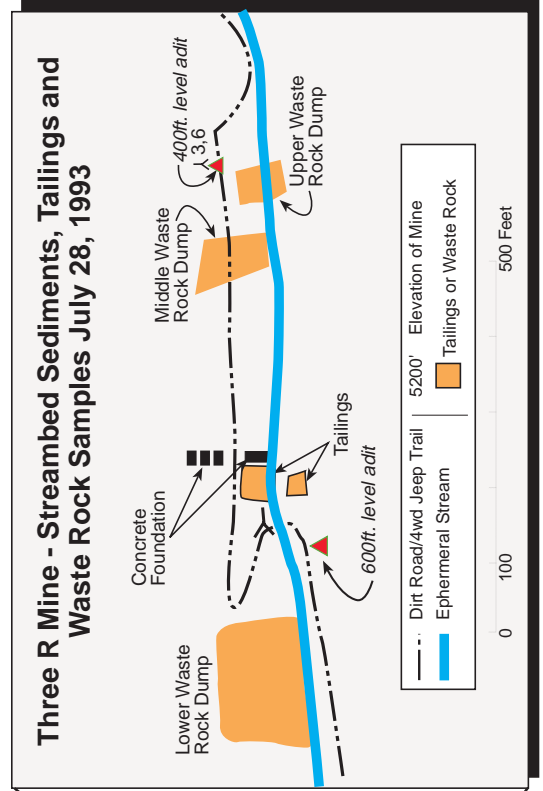 Three R Mine - Streambed Sediments, Tailings and
Waste Rock Samples July 28, 1993
Lower Waste
Rock Dump
Concrete
Foundation
Middle Waste
Rock Dump
400ft. level adit
3,6
Upper Waste
Rock Dump
Tailings
600ft. level adit
Dirt Road/4wd Jeep Trail
Ephemeral Stream
5200' Elevation of Mine
Tailings or Waste Rock
0 100 500 Feet